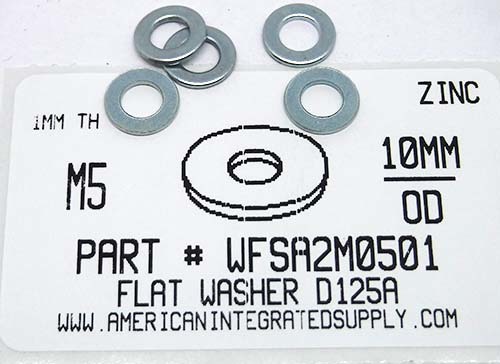 1MM TH
ZINC
M5
10MM
OD
PART # WFSA2M0501
FLAT WASHER D125A
WWW.AMERICANINTEGRATEDSUPPLY.COM